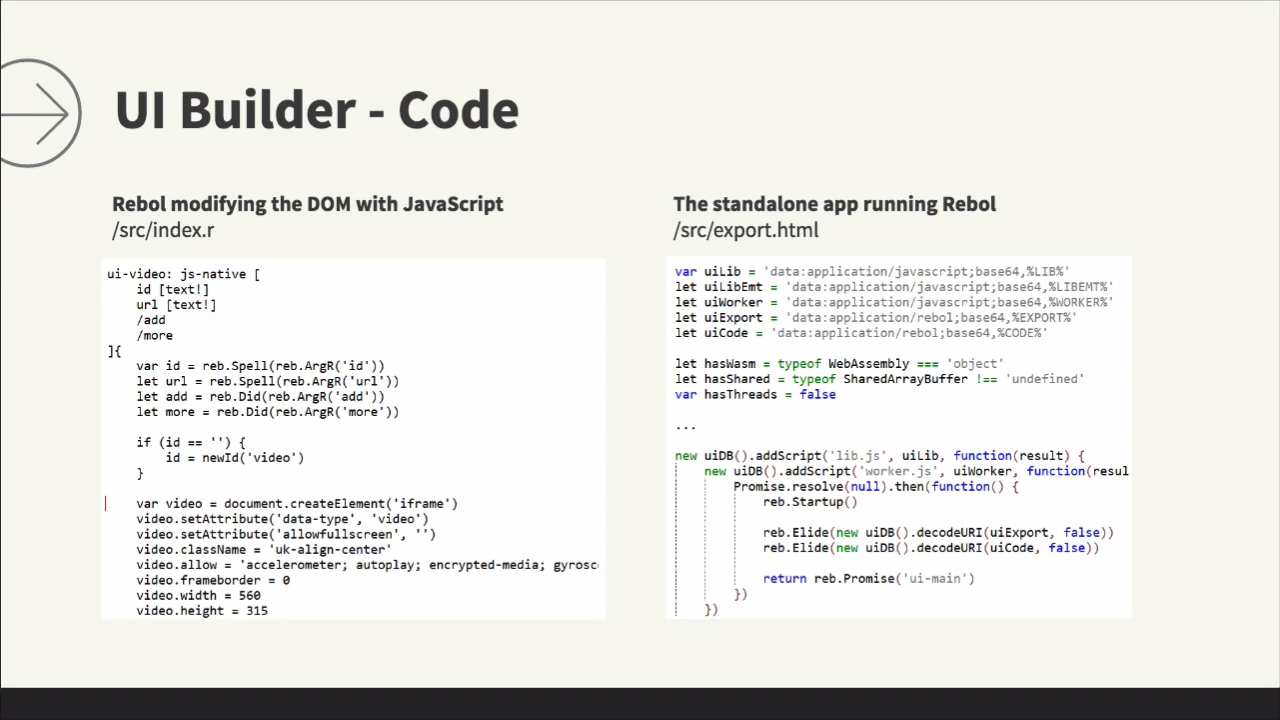 UI Builder - Code
Rebol modifying the DOM with JavaScript
/src/index.r
ui-video: js-native [
    id [text!]
    url [text!]
    /add
    /more
]{
    var id = reb.Spell(reb.ArgR('id'))
    let url = reb.Spell(reb.ArgR('url'))
    let add = reb.Did(reb.ArgR('add'))
    let more = reb.Did(reb.ArgR('more'))
    if (id == '') {
        id = newId('video')
    }
    var video = document.createElement('iframe')
    video.setAttribute('data-type', 'video')
    video.setAttribute('allowfullscreen', '')
    video.className = 'uk-align-center'
    video.allow = 'accelerometer; autoplay; encrypted-media; gyrosc
    video.frameborder = 0
    video.width = 560
    video.height = 315
The standalone app running Rebol
/src/export.html
var uiLib = 'data:application/javascript;base64,%LIB%'
let uiLibEmt = 'data:application/javascript;base64,%LIBEMT%'
let uiWorker = 'data:application/javascript;base64,%WORKER%'
let uiExport = 'data:application/rebol;base64,%EXPORT%'
let uiCode = 'data:application/rebol;base64,%CODE%'
let hasWasm = typeof WebAssembly === 'object'
let hasShared = typeof SharedArrayBuffer !== 'undefined'
var hasThreads = false
...
new uiDB().addScript('lib.js', uiLib, function(result) {
    new uiDB().addScript('worker.js', uiWorker, function(resul
        Promise.resolve(null).then(function() {
            reb.Startup()
            reb.Elide(new uiDB().decodeURI(uiExport, false))
            reb.Elide(new uiDB().decodeURI(uiCode, false))
            return reb.Promise('ui-main')
        })
    })